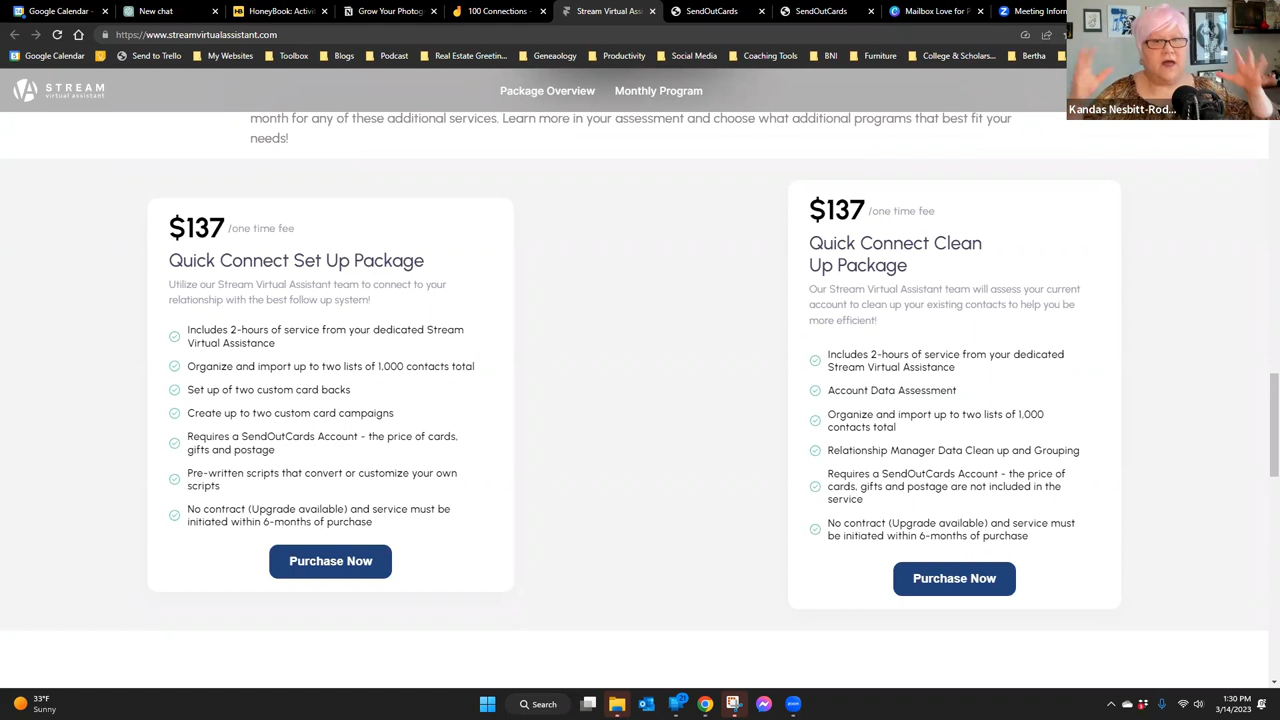 Google Calendar
New chat
HoneyBook: Activi
Grow Your Photog
100 Connections -
Stream Virtual Assist
SendOutCards
SendOutCards
Mailbox Love for P
Meeting Inform
https://www.streamvirtualassistant.com
Google Calendar
Send to Trello
My Websites
Toolbox
Blogs
Podcast
Real Estate Greetin...
Geneaology
Productivity
Social Media
Coaching Tools
BNI
Furniture
College & Scholars...
Bertha
Kandas Nesbitt-Rod...
STREAM
virtual assistant
Package Overview
Monthly Program
month for any of these additional services. Learn more in your assessment and choose what additional programs that best fit your
needs!
$137 /one time fee
Quick Connect Set Up Package
Utilize our Stream Virtual Assistant team to connect to your
relationship with the best follow up system!
Includes 2-hours of service from your dedicated Stream
Virtual Assistance
Organize and import up to two lists of 1,000 contacts total
Set up of two custom card backs
Create up to two custom card campaigns
Requires a SendOutCards Account - the price of cards,
gifts and postage
Pre-written scripts that convert or customize your own
scripts
No contract (Upgrade available) and service must be
initiated within 6-months of purchase
Purchase Now
$137 /one time fee
Quick Connect Clean
Up Package
Our Stream Virtual Assistant team will assess your current
account to clean up your existing contacts to help you be
more efficient!
Includes 2-hours of service from your dedicated
Stream Virtual Assistance
Account Data Assessment
Organize and import up to two lists of 1,000
contacts total
Relationship Manager Data Clean up and Grouping
Requires a SendOutCards Account - the price of
cards, gifts and postage are not included in the
service
No contract (Upgrade available) and service must
be initiated within 6-months of purchase
Purchase Now
33°F
Sunny
Search
21
1:30 PM
3/14/2023